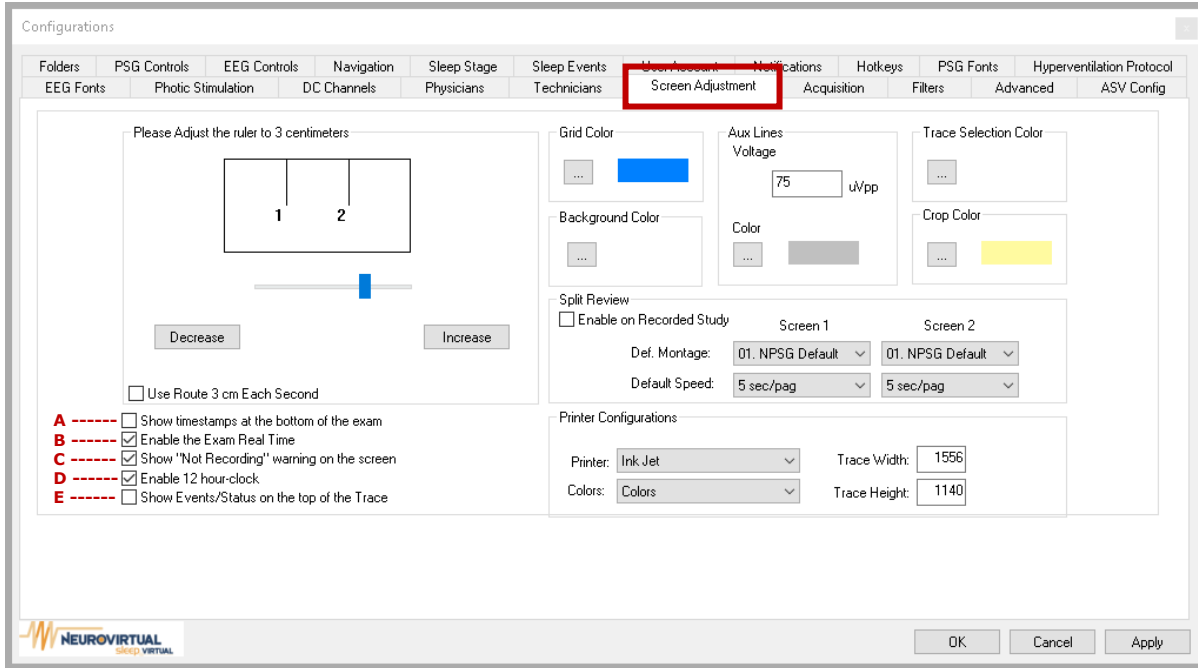 Configurations
x
Folders PSG Controls EEG Controls Navigation Sleep Stage Sleep Events User Account Notifications Hotkeys PSG Fonts Hyperventilation Protocol
EEG Fonts Photic Stimulation DC Channels Physicians Technicians Screen Adjustment Acquisition Filters Advanced ASV Config
Please Adjust the ruler to 3 centimeters
1 2
Decrease Increase
Use Route 3 cm Each Second
A ------ Show timestamps at the bottom of the exam
B ------ Enable the Exam Real Time
C ------ Show "Not Recording" warning on the screen
D ------ Enable 12 hour-clock
E ------ Show Events/Status on the top of the Trace
Grid Color
...
Background Color
...
Aux Lines
Voltage
75 uVpp
Color
...
Trace Selection Color
...
Crop Color
...
Split Review
Enable on Recorded Study Screen 1 Screen 2
Def. Montage: 01. NPSG Default 01. NPSG Default
Default Speed: 5 sec/pag 5 sec/pag
Printer Configurations
Printer: Ink Jet Trace Width: 1556
Colors: Colors Trace Height: 1140
NEUROVIRTUAL
SLEEP VIRTUAL
OK Cancel Apply